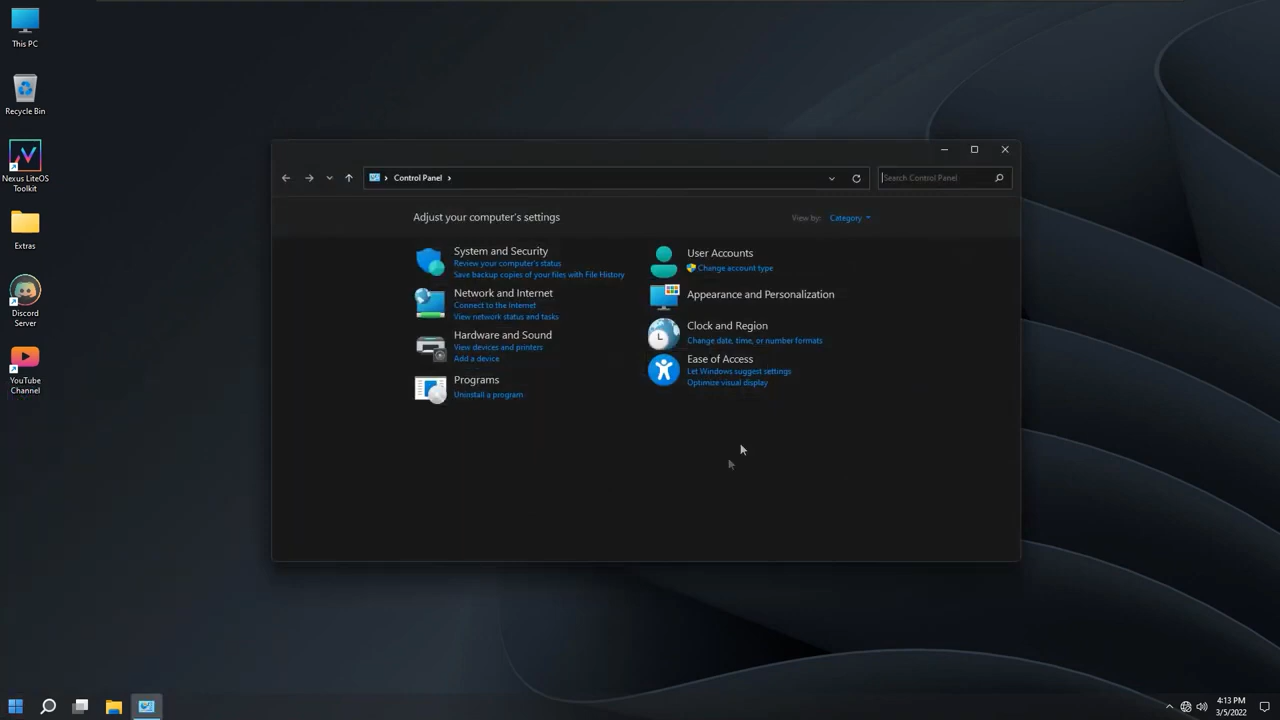 This PC
Recycle Bin
Nexus LiteOS
Toolkit
Extras
Discord
Server
YouTube
Channel
Control Panel
Search Control Panel
Adjust your computer's settings
View by: Category
System and Security
Review your computer's status
Save backup copies of your files with File History
Network and Internet
Connect to the Internet
View network status and tasks
Hardware and Sound
View devices and printers
Add a device
Programs
Uninstall a program
User Accounts
Change account type
Appearance and Personalization
Clock and Region
Change date, time, or number formats
Ease of Access
Let Windows suggest settings
Optimize visual display
4:13 PM
3/5/2022